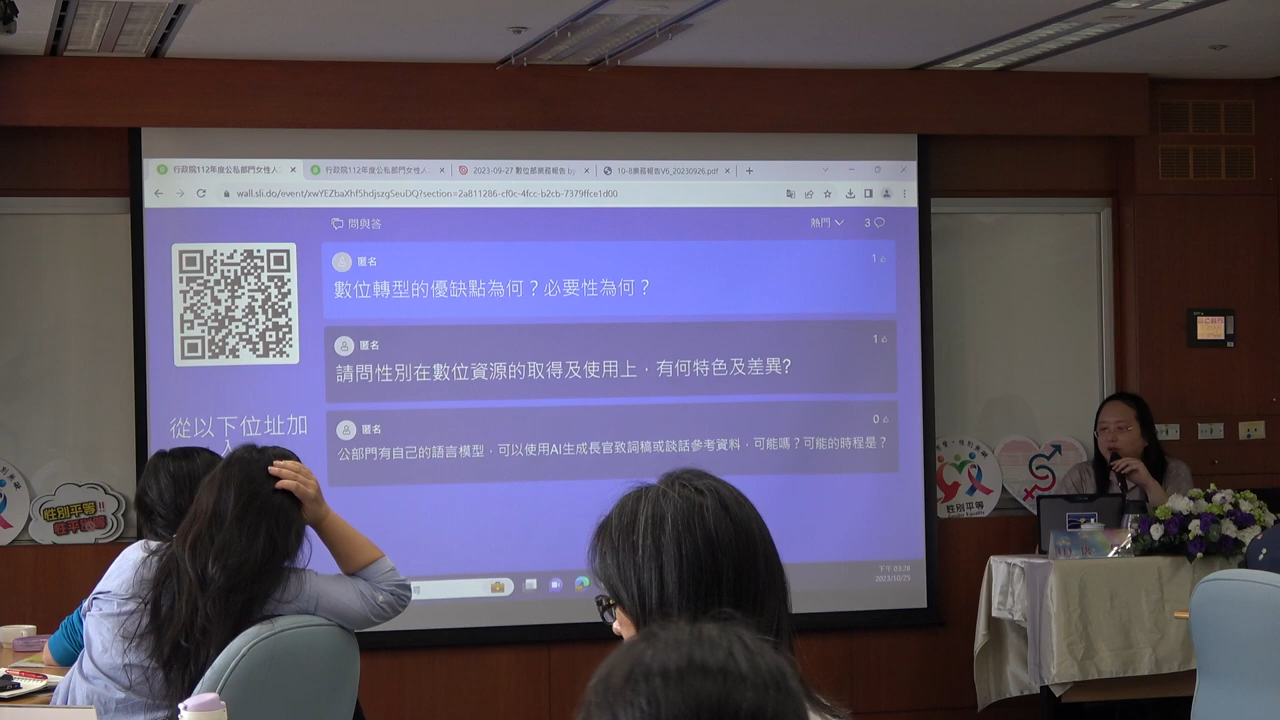 行政院112年度公私部門女性人
行政院112年度公私部門女性人
2023-09-27 數位部業務報告 by
10-8業務報告V6_20230926.pdf
wall.sli.do/event/xwYEZbaXhf5hdjszgSeuDQ?section=2a811286-cf0c-4fcc-b2cb-7379ffce1d00
問與答
熱門
3
匿名
1
數位轉型的優缺點為何？必要性為何？
匿名
1
請問性別在數位資源的取得及使用上，有何特色及差異?
匿名
0
公部門有自己的語言模型，可以使用AI生成長官致詞稿或談話參考資料，可能嗎？可能的時程是？
從以下位址加
下午 03:28
2023/10/25
性別平等!!
性別平等